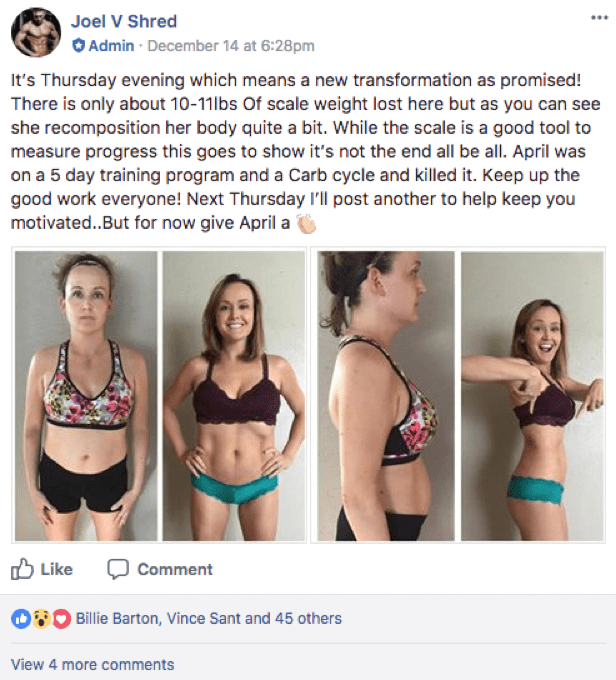 Joel V Shred
Admin · December 14 at 6:28pm
It's Thursday evening which means a new transformation as promised!
There is only about 10-11lbs Of scale weight lost here but as you can see
she recomposition her body quite a bit. While the scale is a good tool to
measure progress this goes to show it's not the end all be all. April was
on a 5 day training program and a Carb cycle and killed it. Keep up the
good work everyone! Next Thursday I'll post another to help keep you
motivated..But for now give April a 👏🏻
Like
Comment
Billie Barton, Vince Sant and 45 others
View 4 more comments